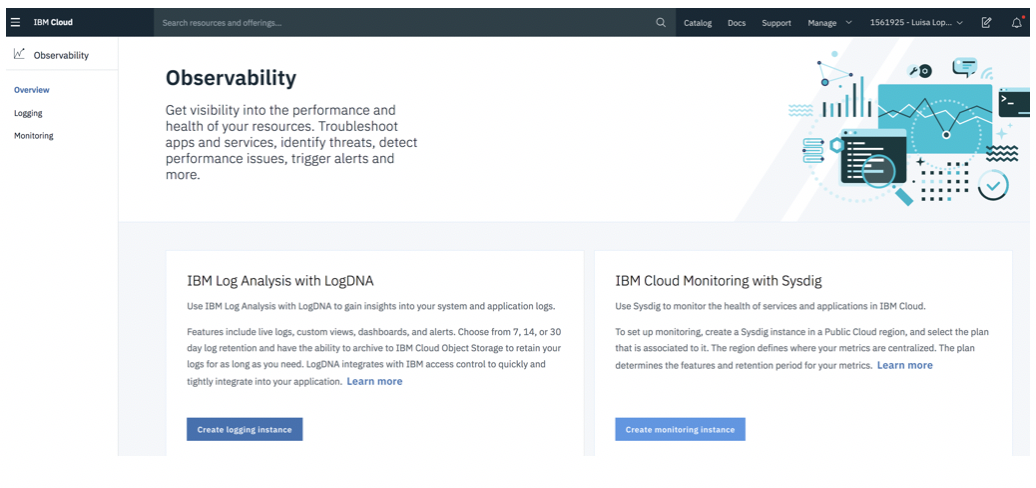 IBM Cloud
Search resources and offerings...
Catalog
Docs
Support
Manage
1561925 - Luisa Lop...
Observability
Overview
Logging
Monitoring
Observability
Get visibility into the performance and
health of your resources. Troubleshoot
apps and services, identify threats, detect
performance issues, trigger alerts and
more.
IBM Log Analysis with LogDNA
Use IBM Log Analysis with LogDNA to gain insights into your system and application logs.
Features include live logs, custom views, dashboards, and alerts. Choose from 7, 14, or 30
day log retention and have the ability to archive to IBM Cloud Object Storage to retain your
logs for as long as you need. LogDNA integrates with IBM access control to quickly and
tightly integrate into your application. Learn more
Create logging instance
IBM Cloud Monitoring with Sysdig
Use Sysdig to monitor the health of services and applications in IBM Cloud.
To set up monitoring, create a Sysdig instance in a Public Cloud region, and select the plan
that is associated to it. The region defines where your metrics are centralized. The plan
determines the features and retention period for your metrics. Learn more
Create monitoring instance